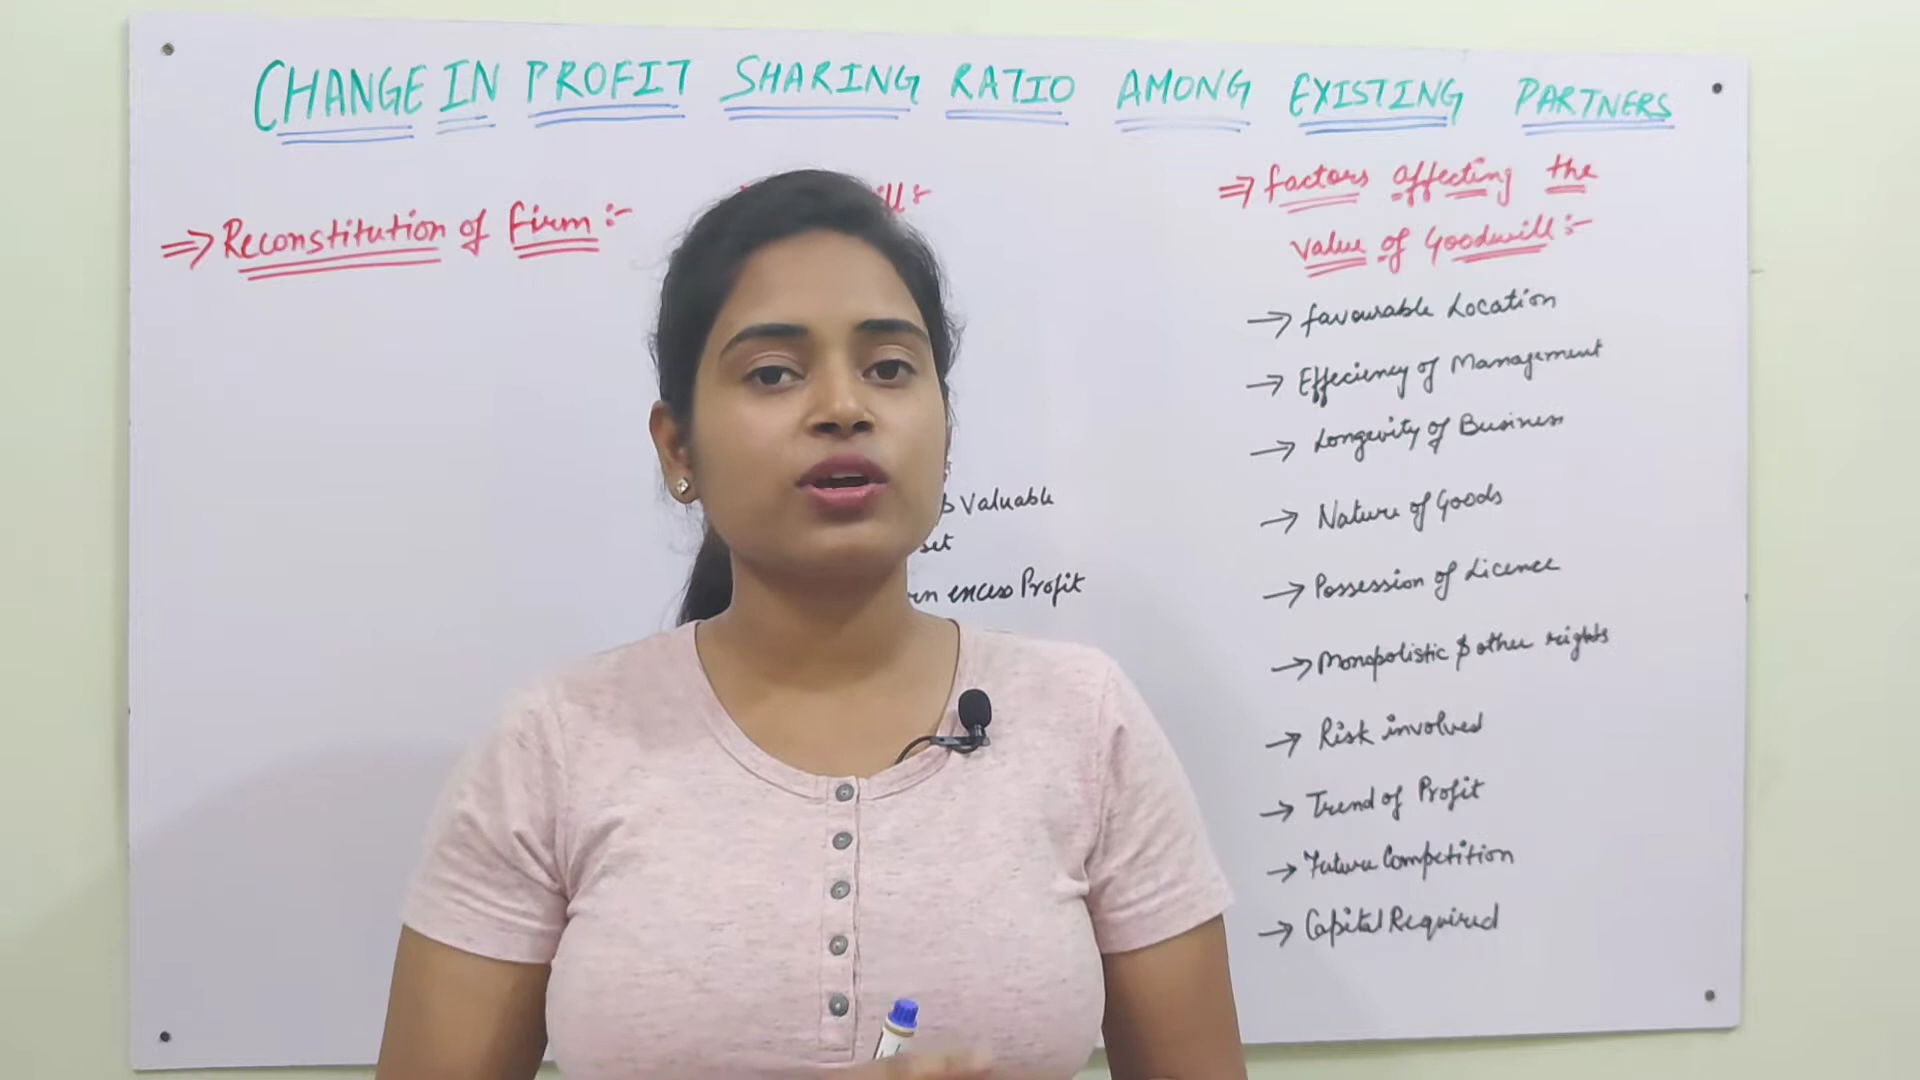 CHANGE IN PROFIT SHARING RATIO AMONG EXISTING PARTNERS
⇒ Reconstitution of firm :-
⇒ factors affecting the
value of Goodwill :-
→ favourable Location
→ Effeciency of Management
→ Longevity of Business
→ Nature of Goods
→ Possession of Licence
→ Monopolistic & other rights
→ Risk involved
→ Trend of Profit
→ Future Competition
→ Capital Required
Valuable
excess Profit